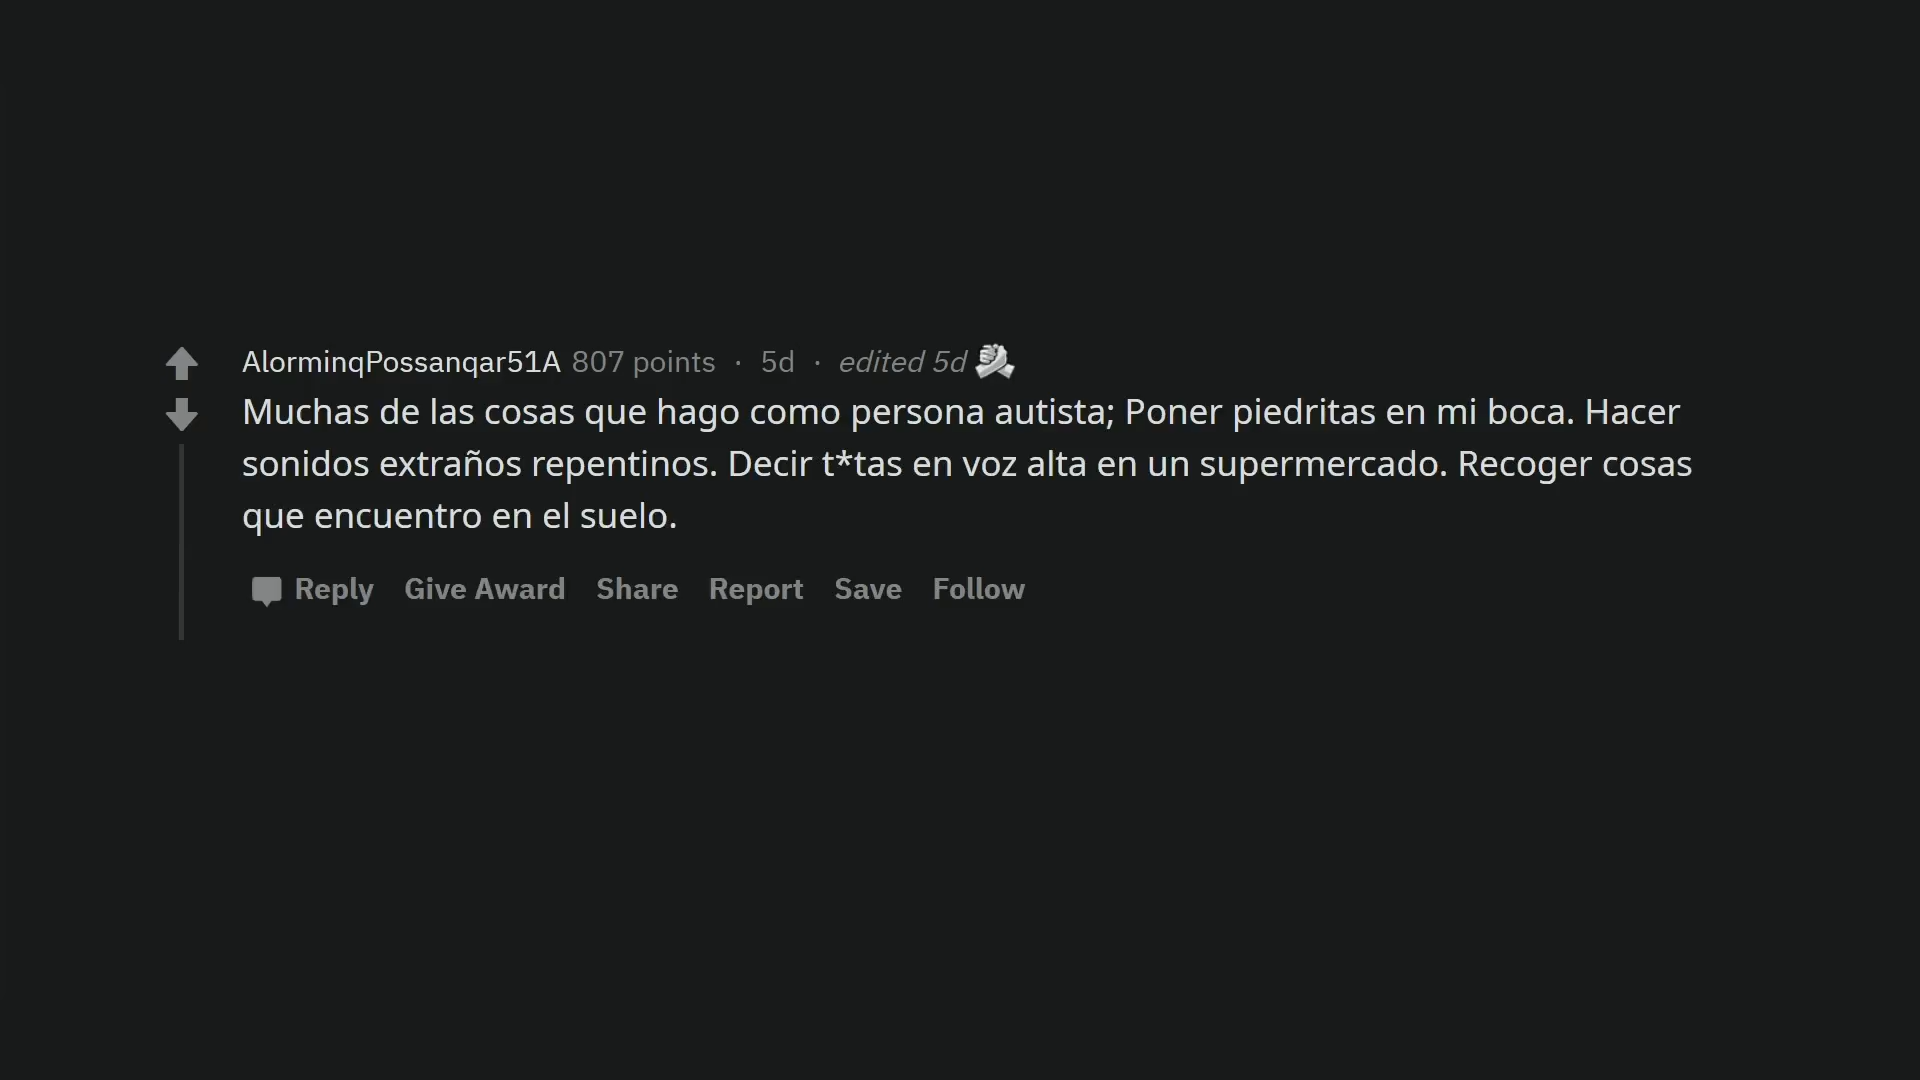 AlorminqPossanqar51A 807 points · 5d · edited 5d
Muchas de las cosas que hago como persona autista; Poner piedritas en mi boca. Hacer
sonidos extraños repentinos. Decir t*tas en voz alta en un supermercado. Recoger cosas
que encuentro en el suelo.
Reply Give Award Share Report Save Follow